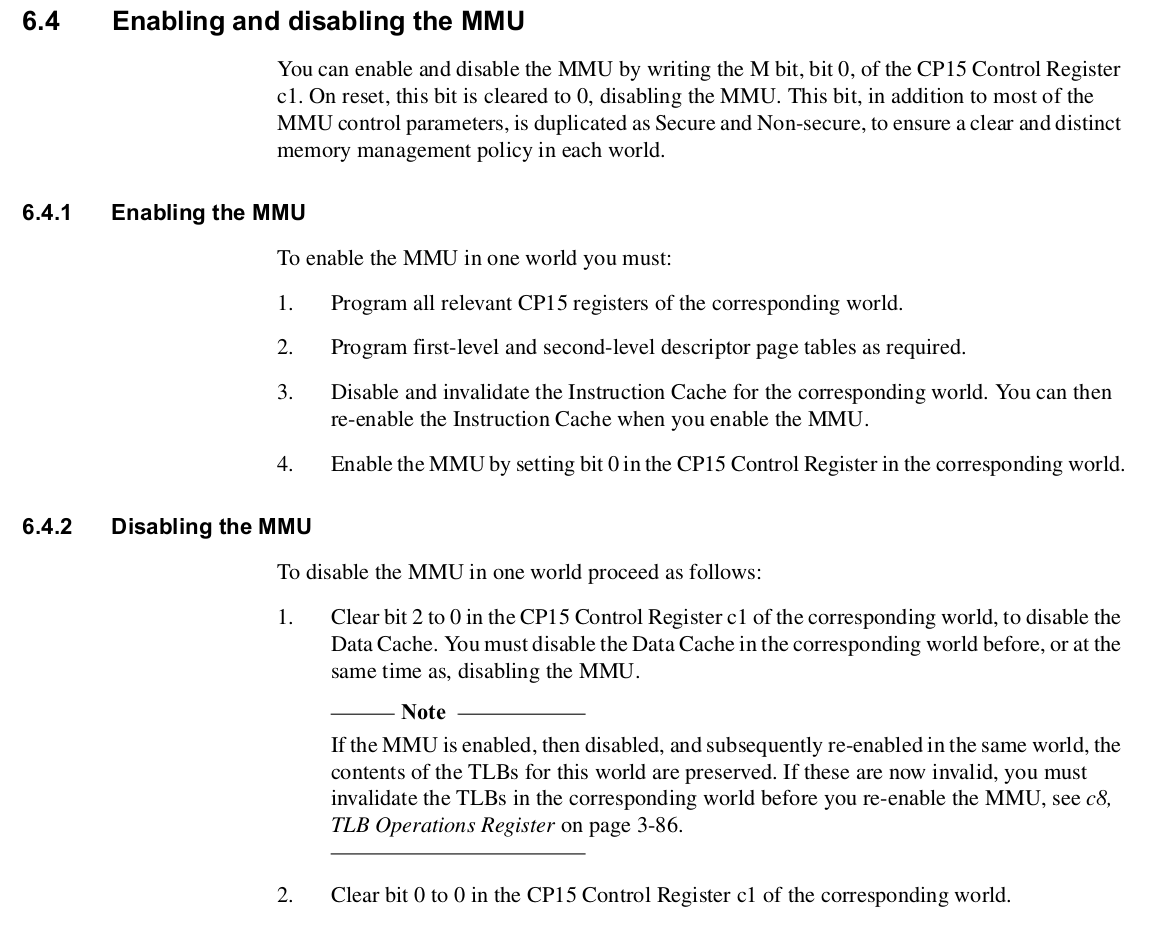 6.4 Enabling and disabling the MMU
You can enable and disable the MMU by writing the M bit, bit 0, of the CP15 Control Register
c1. On reset, this bit is cleared to 0, disabling the MMU. This bit, in addition to most of the
MMU control parameters, is duplicated as Secure and Non-secure, to ensure a clear and distinct
memory management policy in each world.
6.4.1 Enabling the MMU
To enable the MMU in one world you must:
1. Program all relevant CP15 registers of the corresponding world.
2. Program first-level and second-level descriptor page tables as required.
3. Disable and invalidate the Instruction Cache for the corresponding world. You can then
re-enable the Instruction Cache when you enable the MMU.
4. Enable the MMU by setting bit 0 in the CP15 Control Register in the corresponding world.
6.4.2 Disabling the MMU
To disable the MMU in one world proceed as follows:
1. Clear bit 2 to 0 in the CP15 Control Register c1 of the corresponding world, to disable the
Data Cache. You must disable the Data Cache in the corresponding world before, or at the
same time as, disabling the MMU.
Note
If the MMU is enabled, then disabled, and subsequently re-enabled in the same world, the
contents of the TLBs for this world are preserved. If these are now invalid, you must
invalidate the TLBs in the corresponding world before you re-enable the MMU, see c8,
TLB Operations Register on page 3-86.
2. Clear bit 0 to 0 in the CP15 Control Register c1 of the corresponding world.